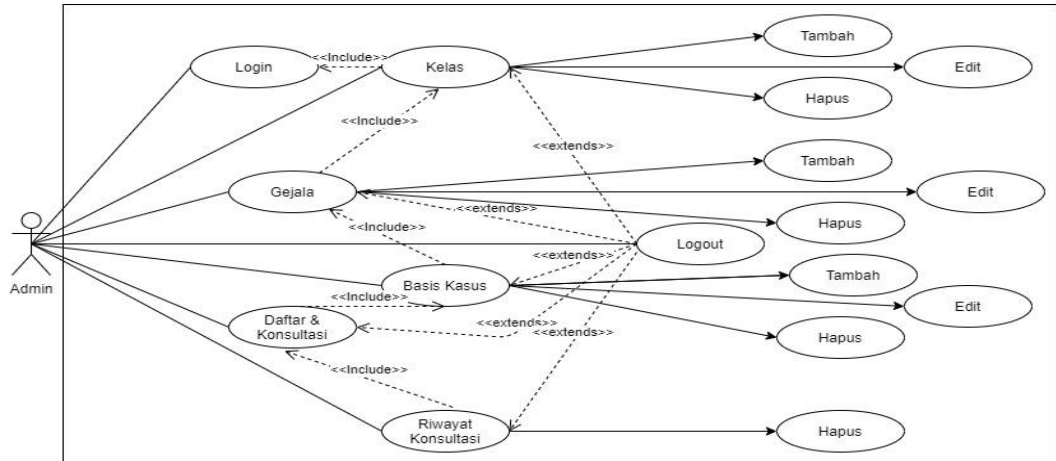 Tambah
Login
<<Include>>
Kelas
Edit
Hapus
<<Include>>
<<extends>>
Tambah
Gejala
Edit
<<extends>>
Hapus
<<Include>>
Logout
Admin
<<extends>>
Tambah
Basis Kasus
<<Include>>
Edit
Daftar &
Konsultasi
<<extends>>
<<extends>>
Hapus
<<Include>>
Riwayat
Konsultasi
Hapus